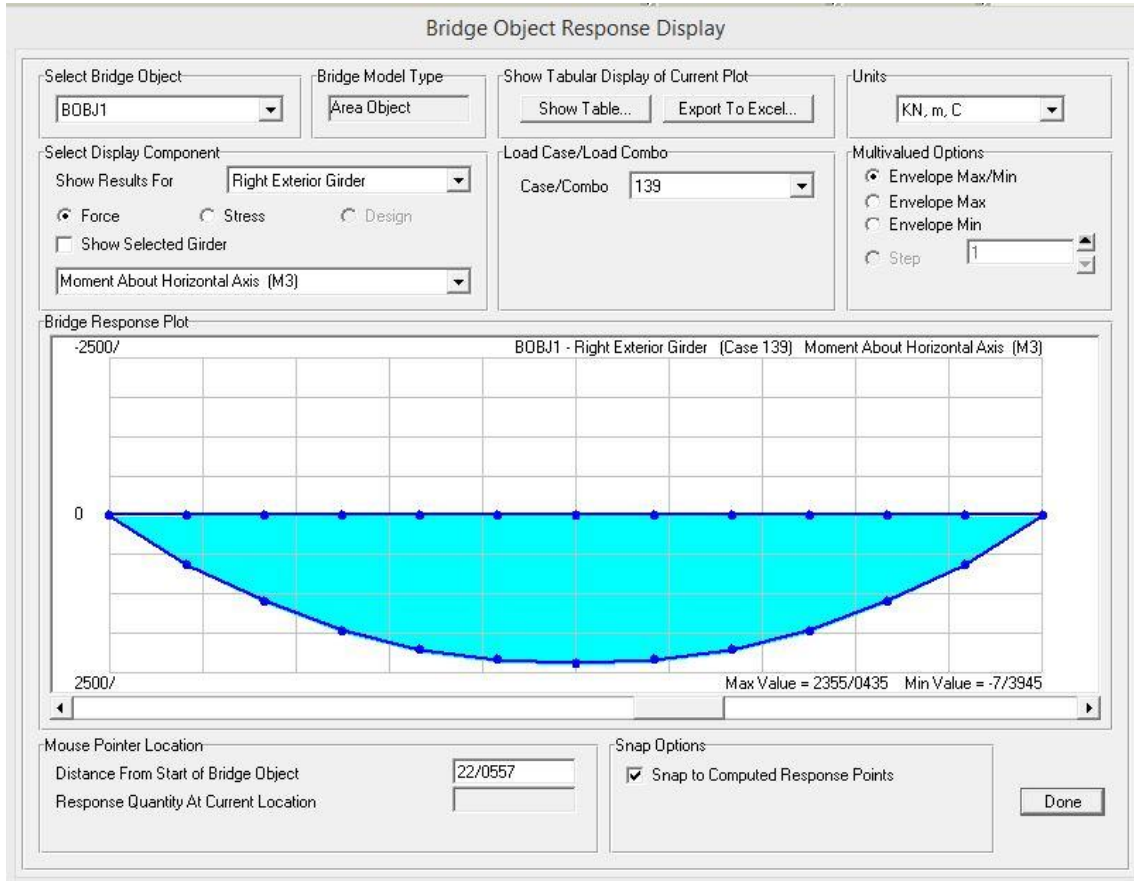 Bridge Object Response Display
Select Bridge Object
BOBJ1
Bridge Model Type
Area Object
Show Tabular Display of Current Plot
Show Table...
Export To Excel...
Units
KN, m, C
Select Display Component
Show Results For
Right Exterior Girder
Force
Stress
Design
Show Selected Girder
Moment About Horizontal Axis (M3)
Load Case/Load Combo
Case/Combo
139
Multivalued Options
Envelope Max/Min
Envelope Max
Envelope Min
Step
1
Bridge Response Plot
-2500/
BOBJ1 - Right Exterior Girder (Case 139) Moment About Horizontal Axis (M3)
0
2500/
Max Value = 2355/0435 Min Value = -7/3945
Mouse Pointer Location
Distance From Start of Bridge Object
22/0557
Response Quantity At Current Location
Snap Options
Snap to Computed Response Points
Done